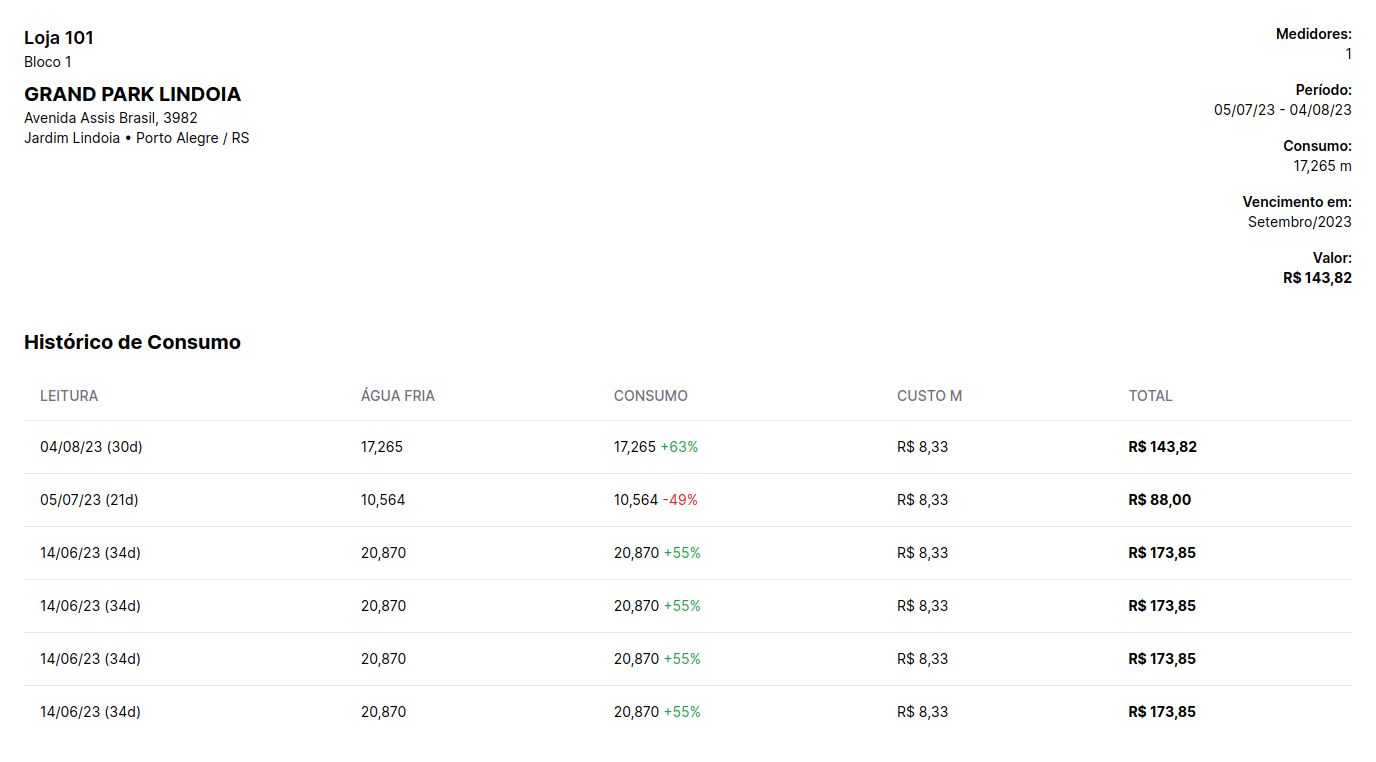 Loja 101
Bloco 1
GRAND PARK LINDOIA
Avenida Assis Brasil, 3982
Jardim Lindoia • Porto Alegre / RS
Medidores:
1
Período:
05/07/23 - 04/08/23
Consumo:
17,265 m
Vencimento em:
Setembro/2023
Valor:
R$ 143,82
Histórico de Consumo
LEITURA ÁGUA FRIA CONSUMO CUSTO M TOTAL
04/08/23 (30d) 17,265 17,265 +63% R$ 8,33 R$ 143,82
05/07/23 (21d) 10,564 10,564 -49% R$ 8,33 R$ 88,00
14/06/23 (34d) 20,870 20,870 +55% R$ 8,33 R$ 173,85
14/06/23 (34d) 20,870 20,870 +55% R$ 8,33 R$ 173,85
14/06/23 (34d) 20,870 20,870 +55% R$ 8,33 R$ 173,85
14/06/23 (34d) 20,870 20,870 +55% R$ 8,33 R$ 173,85